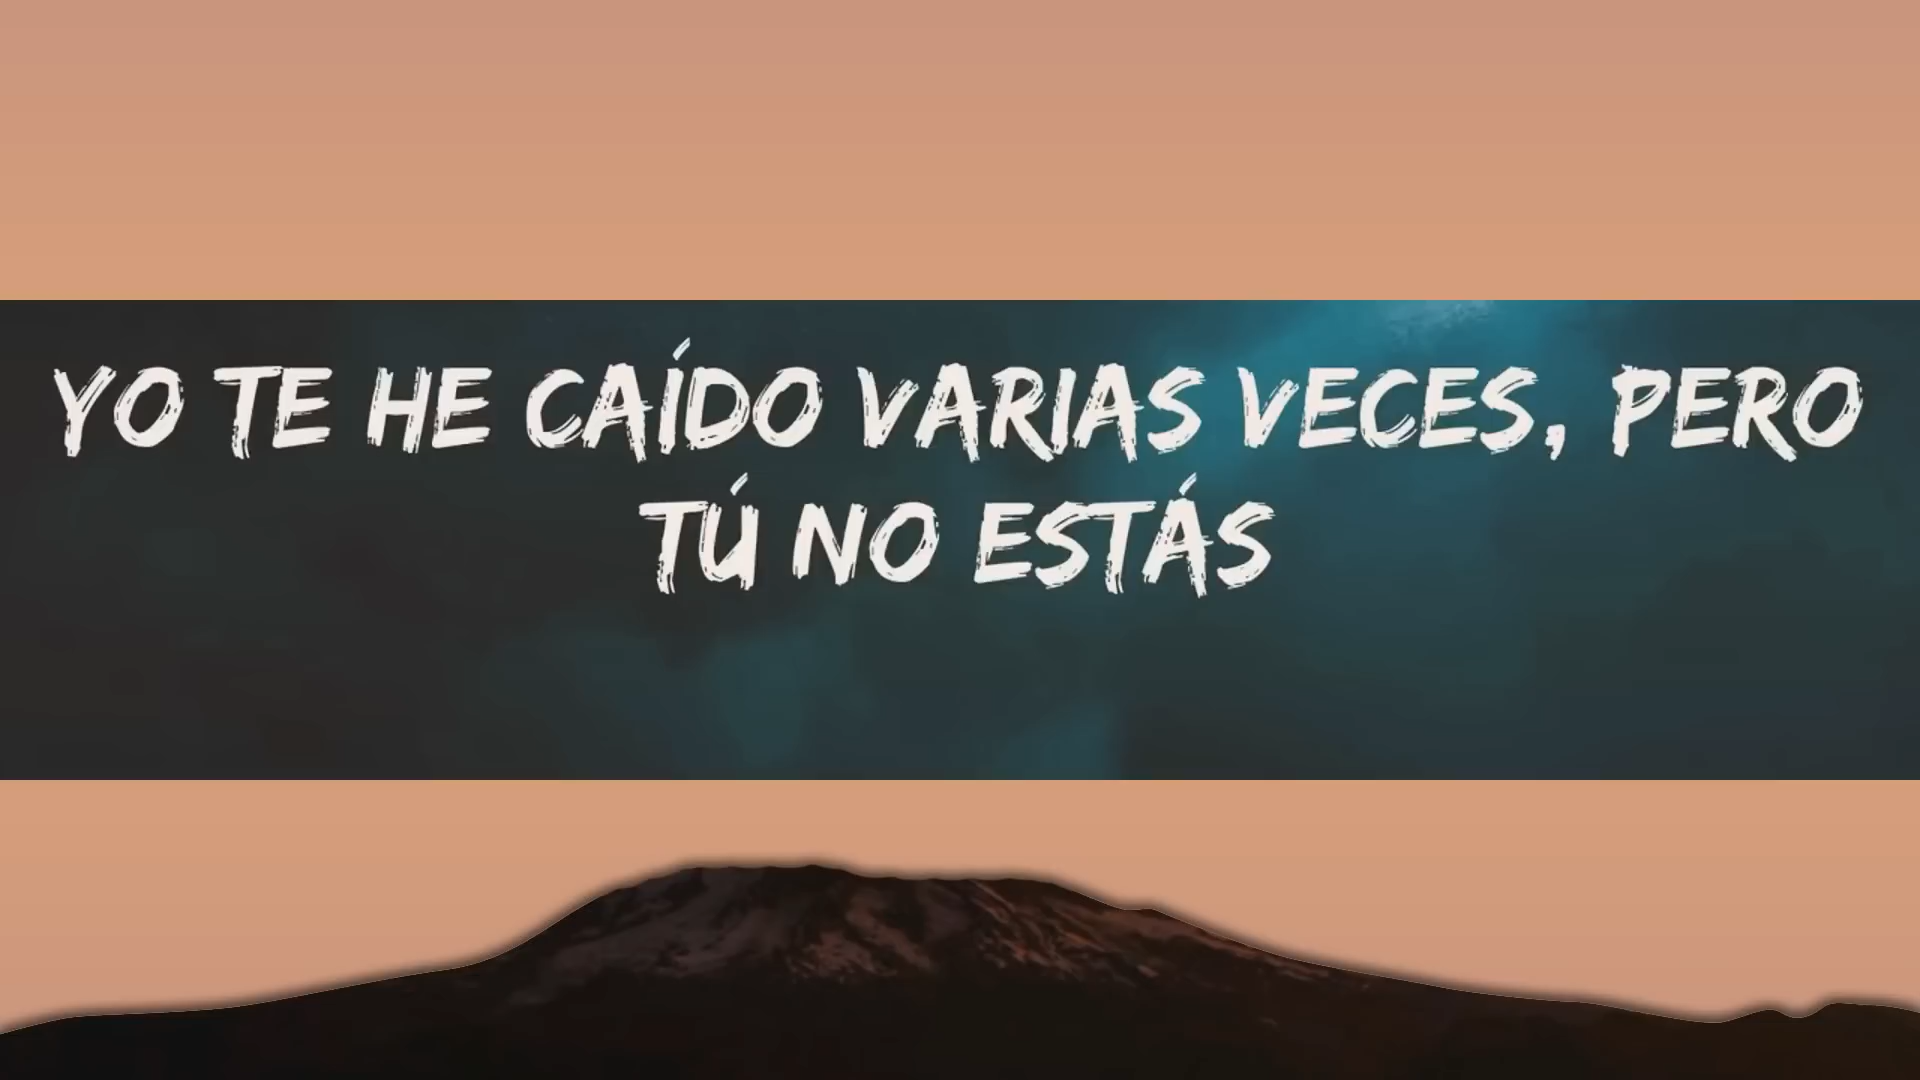 YO TE HE CAÍDO VARIAS VECES, PERO
TÚ NO ESTÁS